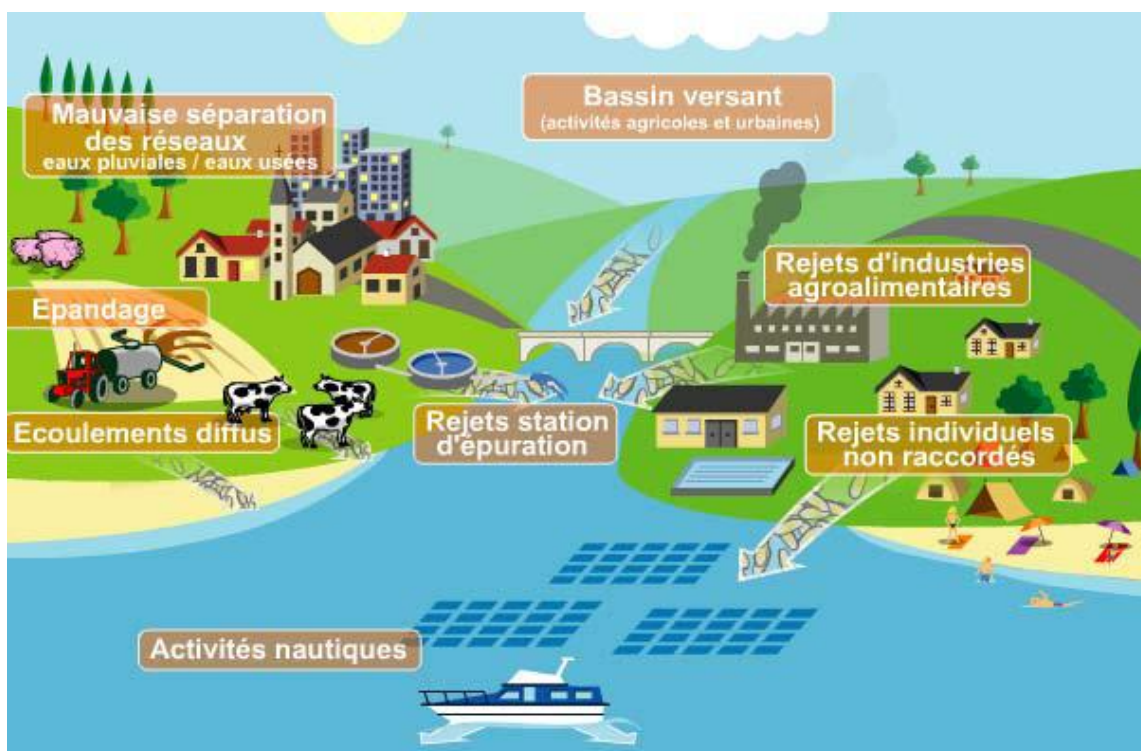 Mauvaise séparation
des réseaux
eaux pluviales / eaux usées
Bassin versant
(activités agricoles et urbaines)
Rejets d'industries
agroalimentaires
Epandage
Ecoulements diffus
Rejets station
d'épuration
Rejets individuels
non raccordés
Activités nautiques